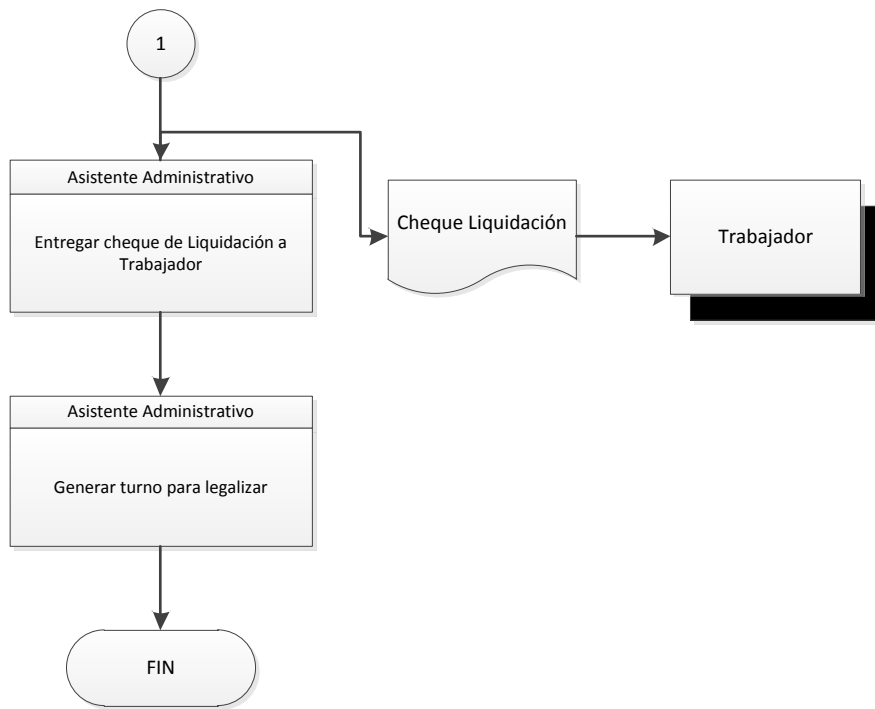 1
Asistente Administrativo
Entregar cheque de Liquidación a
Trabajador
Cheque Liquidación
Trabajador
Asistente Administrativo
Generar turno para legalizar
FIN